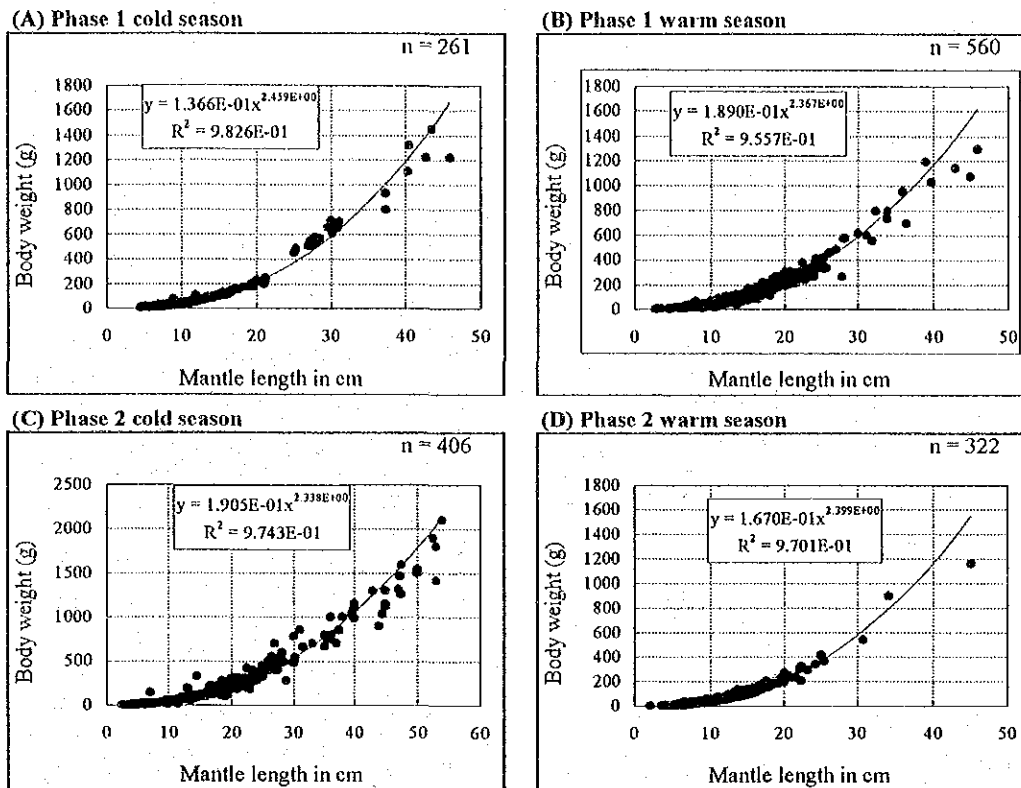 (A) Phase 1 cold season
n = 261
1800
1600
1400
1200
1000
800
600
400
200
0
y = 1.366E-01x^2.459E+00
R² = 9.826E-01
Body weight (g)
0 10 20 30 40 50
Mantle length in cm
(B) Phase 1 warm season
n = 560
1800
1600
1400
1200
1000
800
600
400
200
0
y = 1.890E-01x^2.367E+00
R² = 9.557E-01
Body weight (g)
0 10 20 30 40 50
Mantle length in cm
(C) Phase 2 cold season
n = 406
2500
2000
1500
1000
500
0
y = 1.905E-01x^2.338E+00
R² = 9.743E-01
Body weight (g)
0 10 20 30 40 50 60
Mantle length in cm
(D) Phase 2 warm season
n = 322
1800
1600
1400
1200
1000
800
600
400
200
0
y = 1.670E-01x^2.399E+00
R² = 9.701E-01
Body weight (g)
0 10 20 30 40 50
Mantle length in cm